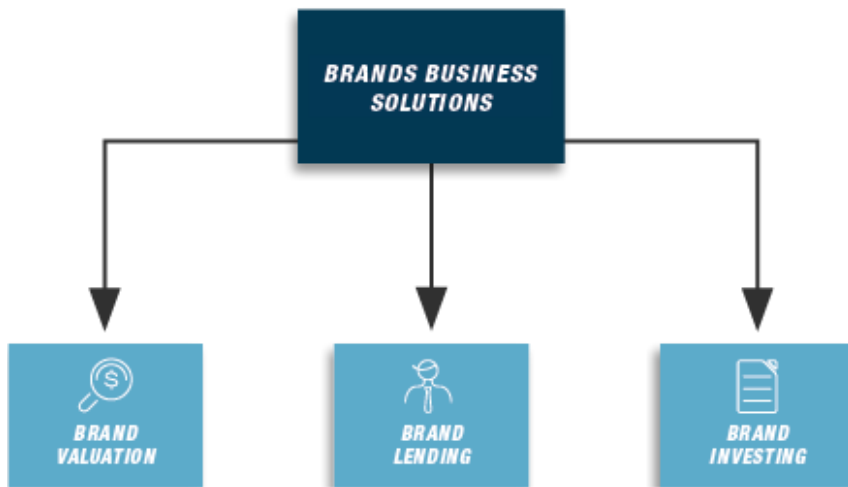 BRANDS BUSINESS
SOLUTIONS
$
BRAND
VALUATION
BRAND
LENDING
BRAND
INVESTING